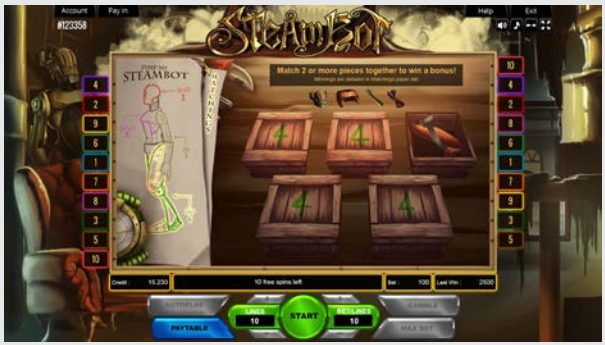 Account
Pay in
Help
Exit
#123358
STEAMBOT
PUMP MY
STEAMBOT
MATCHINGS
Match 2 or more pieces together to win a bonus!
4
2
9
6
1
7
8
3
5
10
10
4
2
8
6
1
7
9
3
5
4
4
4
4
Credit :
15.230
10 free spins left
Bet :
100
Last Win :
2500
AUTOPLAY
PAYTABLE
LINES
10
START
BET/LINES
10
GAMBLE
MAX BET